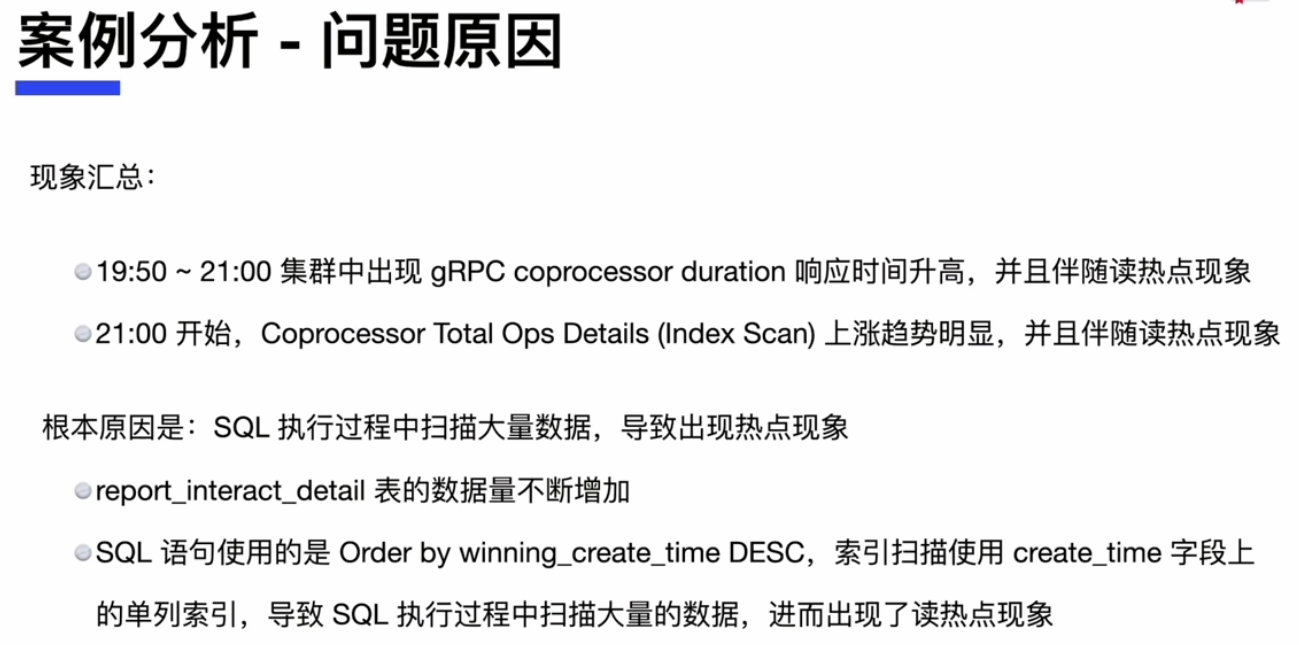 案例分析 - 问题原因
现象汇总：
19:50 ~ 21:00 集群中出现 gRPC coprocessor duration 响应时间升高，并且伴随读热点现象
21:00 开始，Coprocessor Total Ops Details (Index Scan) 上涨趋势明显，并且伴随读热点现象
根本原因是：SQL 执行过程中扫描大量数据，导致出现热点现象
report_interact_detail 表的数据量不断增加
SQL 语句使用的是 Order by winning_create_time DESC，索引扫描使用 create_time 字段上
的单列索引，导致 SQL 执行过程中扫描大量的数据，进而出现了读热点现象